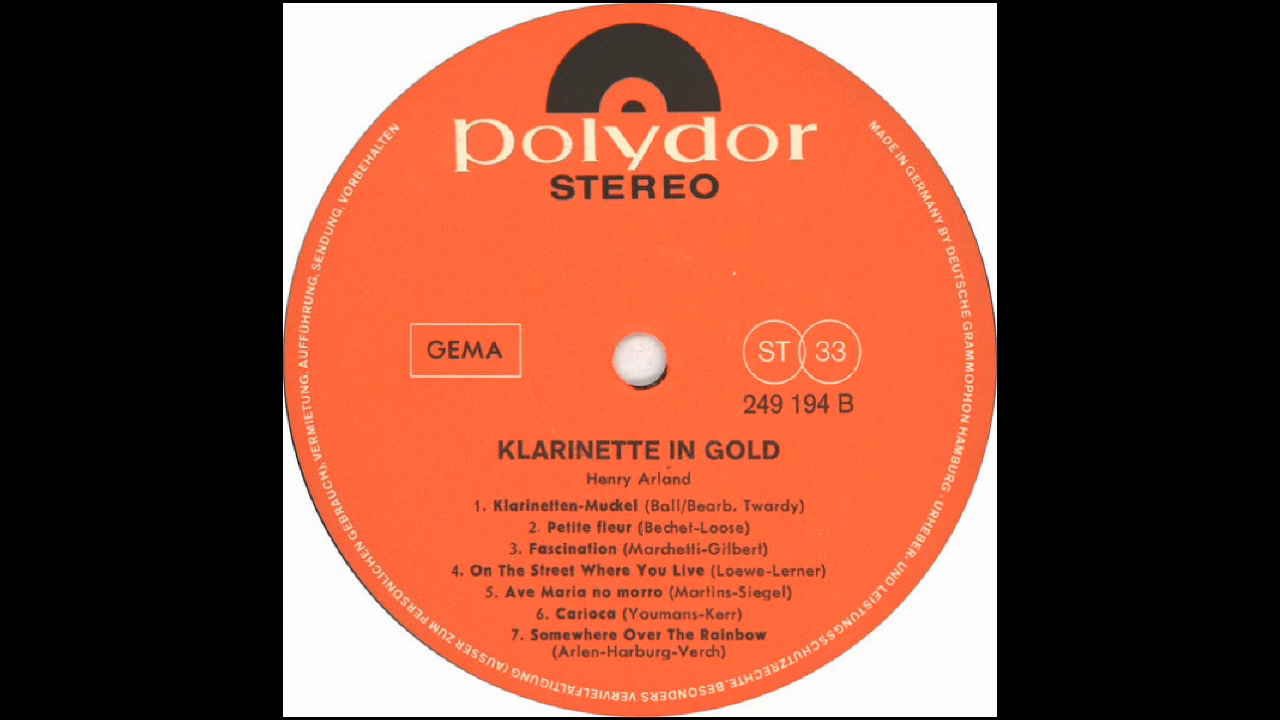 polydor
STEREO
GEMA
ST 33
249 194 B
KLARINETTE IN GOLD
Henry Arland
1. Klarinetten-Muckel (Ball/Bearb. Twardy)
2. Petite fleur (Bechet-Loose)
3. Fascination (Marchetti-Gilbert)
4. On The Street Where You Live (Loewe-Lerner)
5. Ave Maria no morro (Martins-Siegel)
6. Carioca (Youmans-Kerr)
7. Somewhere Over The Rainbow
(Arlen-Harburg-Verch)
MADE IN GERMANY BY DEUTSCHE GRAMMOPHON HAMBURG · URHEBER- UND LEISTUNGSSCHUTZRECHTE, BESONDERS VERVIELFÄLTIGUNG (AUSSER ZUM PERSÖNLICHEN GEBRAUCH), VERMIETUNG, AUFFÜHRUNG, SENDUNG, VORBEHALTEN